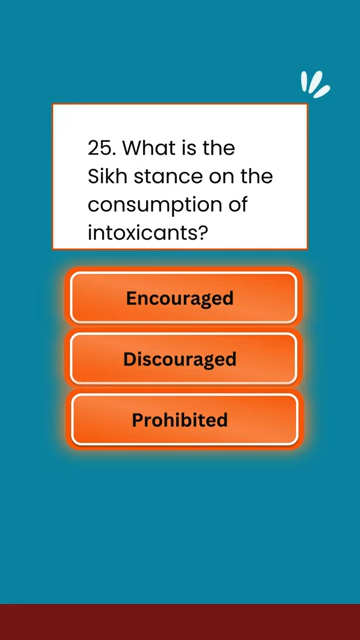 25. What is the
Sikh stance on the
consumption of
intoxicants?
Encouraged
Discouraged
Prohibited